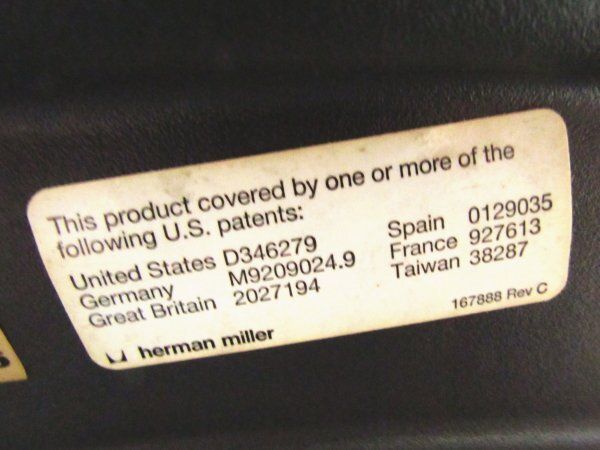 This product covered by one or more of the
following U.S. patents:
United States D346279 Spain 0129035
Germany M9209024.9 France 927613
Great Britain 2027194 Taiwan 38287
167888 Rev C
herman miller